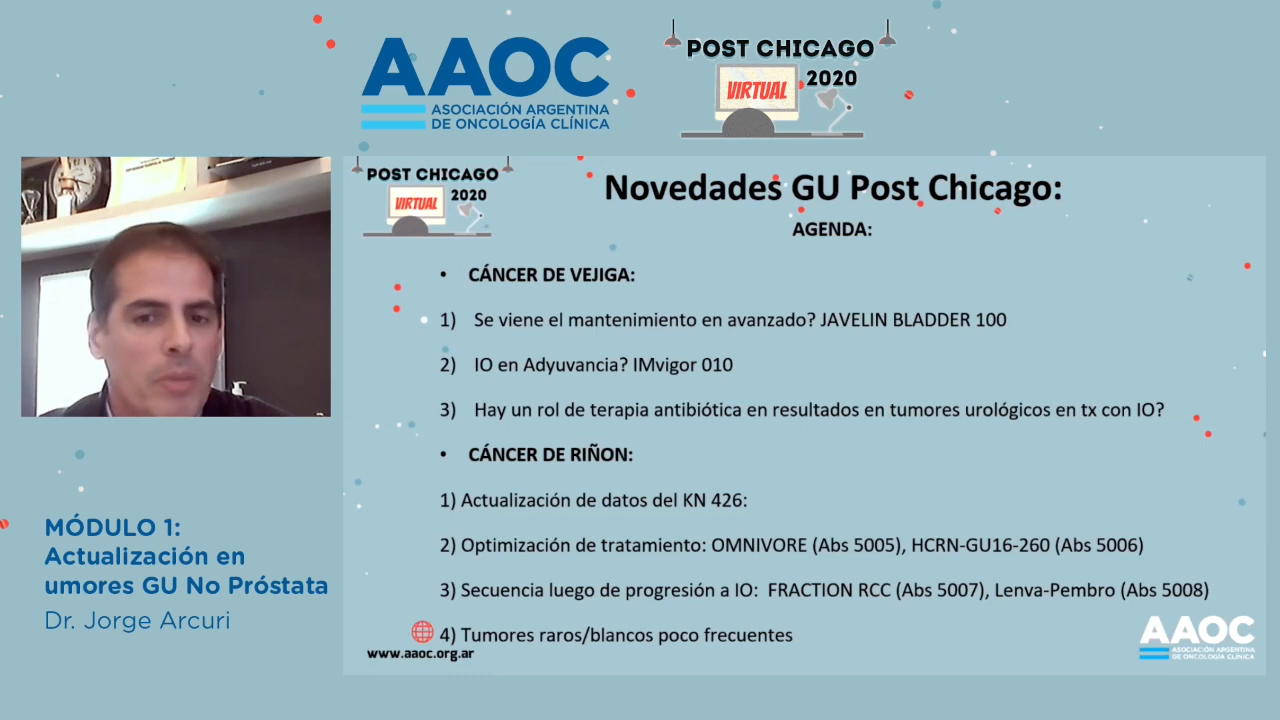 AAOC
ASOCIACIÓN ARGENTINA
DE ONCOLOGÍA CLÍNICA
POST CHICAGO
2020
VIRTUAL
POST CHICAGO
2020
VIRTUAL
Novedades GU Post Chicago:
AGENDA:
• CÁNCER DE VEJIGA:
1) Se viene el mantenimiento en avanzado? JAVELIN BLADDER 100
2) IO en Adyuvancia? IMvigor 010
3) Hay un rol de terapia antibiótica en resultados en tumores urológicos en tx con IO?
• CÁNCER DE RIÑON:
1) Actualización de datos del KN 426:
2) Optimización de tratamiento: OMNIVORE (Abs 5005), HCRN-GU16-260 (Abs 5006)
3) Secuencia luego de progresión a IO: FRACTION RCC (Abs 5007), Lenva-Pembro (Abs 5008)
4) Tumores raros/blancos poco frecuentes
www.aaoc.org.ar
AAOC
ASOCIACIÓN ARGENTINA
DE ONCOLOGÍA CLÍNICA
MÓDULO 1:
Actualización en
umores GU No Próstata
Dr. Jorge Arcuri